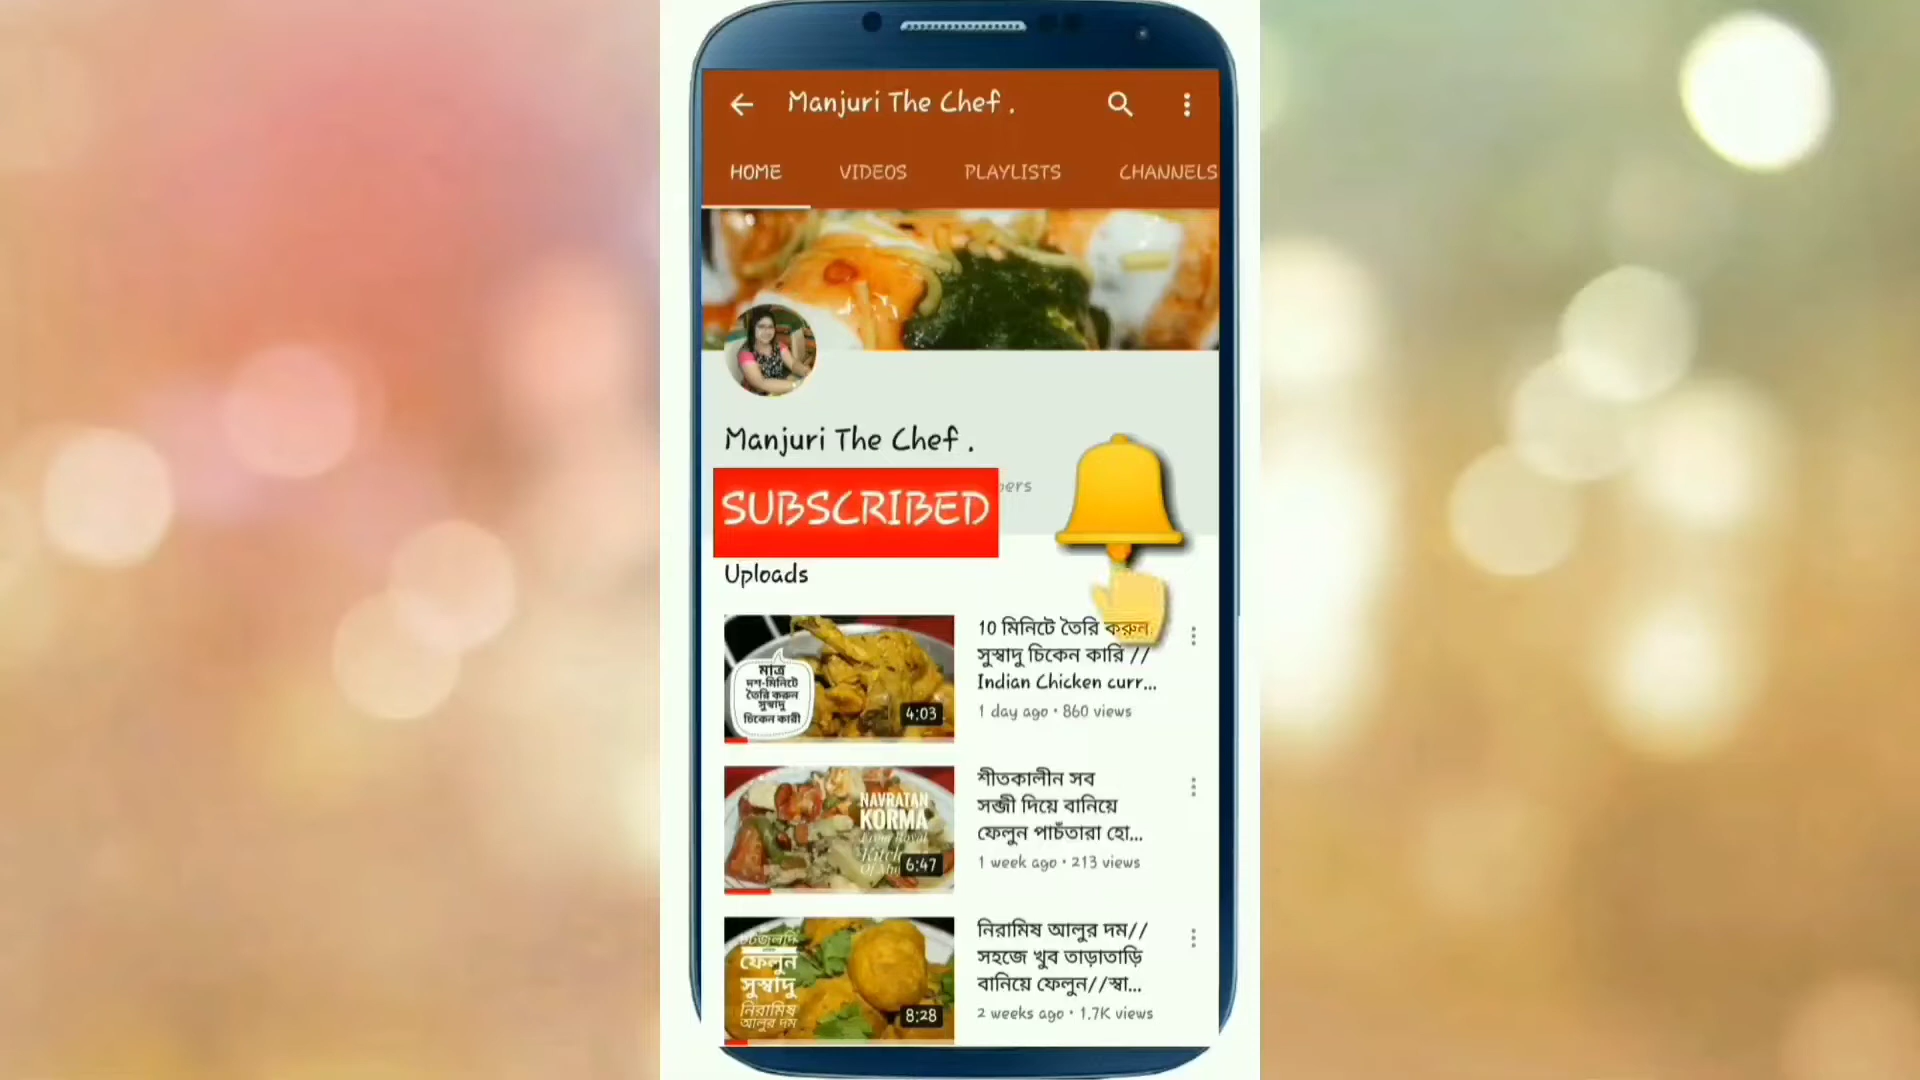 Manjuri The Chef .
HOME VIDEOS PLAYLISTS CHANNELS
Manjuri The Chef .
SUBSCRIBED
Uploads
মাত্র
দশ-মিনিটে
তৈরি করুন
সুস্বাদু
চিকেন কারী
4:03
10 মিনিটে তৈরি করুন
সুস্বাদু চিকেন কারি //
Indian Chicken curr...
1 day ago • 860 views
NAVRATAN
KORMA
6:47
শীতকালীন সব
সব্জী দিয়ে বানিয়ে
ফেলুন পাচঁতারা হো...
1 week ago • 213 views
চটজলদি
ফেলুন
সুস্বাদু
নিরামিষ
আলুর দম
8:28
নিরামিষ আলুর দম//
সহজে খুব তাড়াতাড়ি
বানিয়ে ফেলুন//স্বা...
2 weeks ago • 1.7K views